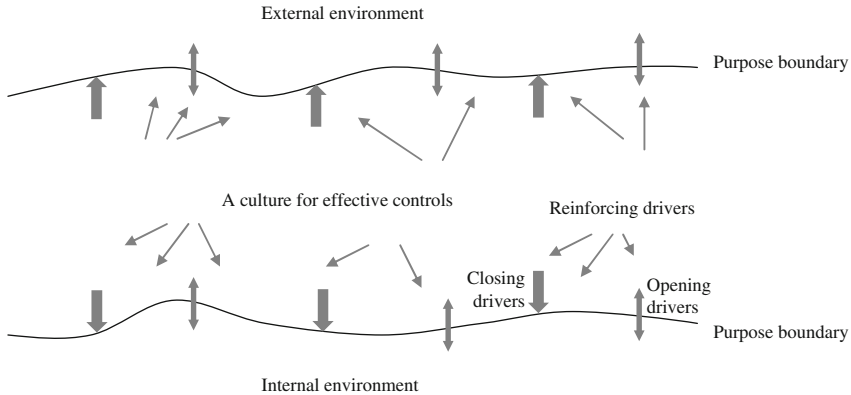 External environment
Purpose boundary
A culture for effective controls
Reinforcing drivers
Closing
drivers
Opening
drivers
Purpose boundary
Internal environment